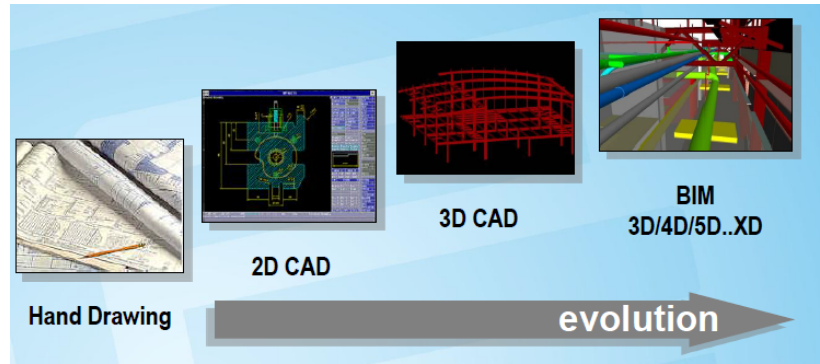 Hand Drawing
2D CAD
3D CAD
BIM
3D/4D/5D..XD
evolution